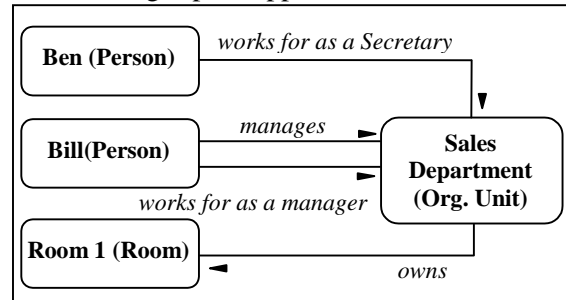 works for as a Secretary
Ben (Person)
manages
Bill(Person)
Sales
Department
(Org. Unit)
works for as a manager
Room 1 (Room)
owns